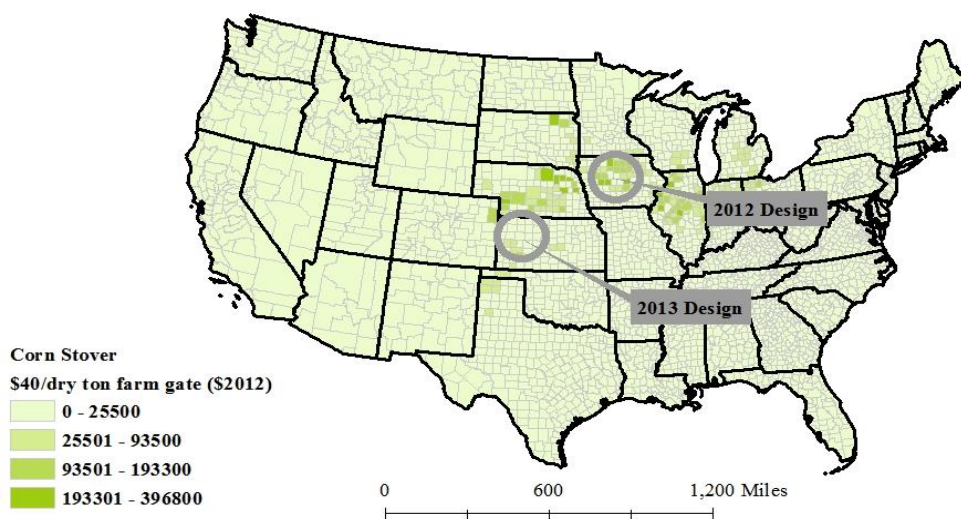 2012 Design
2013 Design
Corn Stover
$40/dry ton farm gate ($2012)
0 - 25500
25501 - 93500
93501 - 193300
193301 - 396800
0 600 1,200 Miles